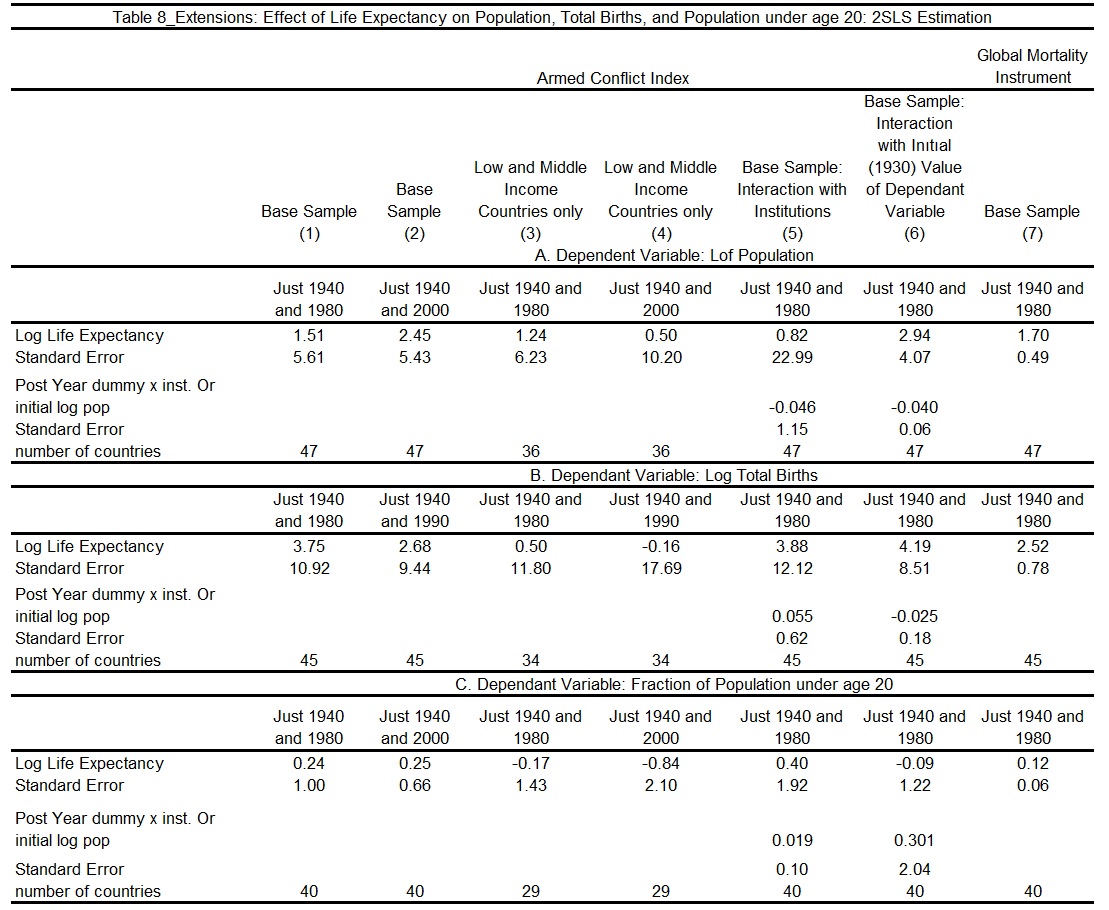 Table 8_Extensions: Effect of Life Expectancy on Population, Total Births, and Population under age 20: 2SLS Estimation
Armed Conflict Index Global Mortality Instrument
Base Sample (1) Base Sample (2) Low and Middle Income Countries only (3) Low and Middle Income Countries only (4) Base Sample: Interaction with Institutions (5) Base Sample: Interaction with Initial (1930) Value of Dependant Variable (6) Base Sample (7)
A. Dependent Variable: Lof Population
Just 1940 and 1980 Just 1940 and 2000 Just 1940 and 1980 Just 1940 and 2000 Just 1940 and 1980 Just 1940 and 1980 Just 1940 and 1980
Log Life Expectancy 1.51 2.45 1.24 0.50 0.82 2.94 1.70
Standard Error 5.61 5.43 6.23 10.20 22.99 4.07 0.49
Post Year dummy x inst. Or
initial log pop -0.046 -0.040
Standard Error 1.15 0.06
number of countries 47 47 36 36 47 47 47
B. Dependant Variable: Log Total Births
Just 1940 and 1980 Just 1940 and 1990 Just 1940 and 1980 Just 1940 and 1990 Just 1940 and 1980 Just 1940 and 1980 Just 1940 and 1980
Log Life Expectancy 3.75 2.68 0.50 -0.16 3.88 4.19 2.52
Standard Error 10.92 9.44 11.80 17.69 12.12 8.51 0.78
Post Year dummy x inst. Or
initial log pop 0.055 -0.025
Standard Error 0.62 0.18
number of countries 45 45 34 34 45 45 45
C. Dependant Variable: Fraction of Population under age 20
Just 1940 and 1980 Just 1940 and 2000 Just 1940 and 1980 Just 1940 and 2000 Just 1940 and 1980 Just 1940 and 1980 Just 1940 and 1980
Log Life Expectancy 0.24 0.25 -0.17 -0.84 0.40 -0.09 0.12
Standard Error 1.00 0.66 1.43 2.10 1.92 1.22 0.06
Post Year dummy x inst. Or
initial log pop 0.019 0.301
Standard Error 0.10 2.04
number of countries 40 40 29 29 40 40 40